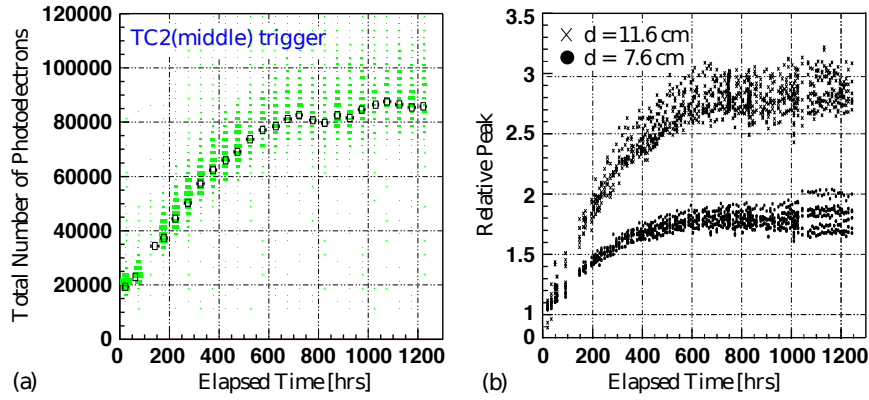 TC2(middle) trigger
Total Number of Photoelectrons
120000
100000
80000
60000
40000
20000
0
0 200 400 600 800 1000 1200
Elapsed Time [hrs]
(a)
× d = 11.6 cm
● d = 7.6 cm
Relative Peak
3.5
3
2.5
2
1.5
1
0
0 200 400 600 800 1000 1200
Elapsed Time [hrs]
(b)